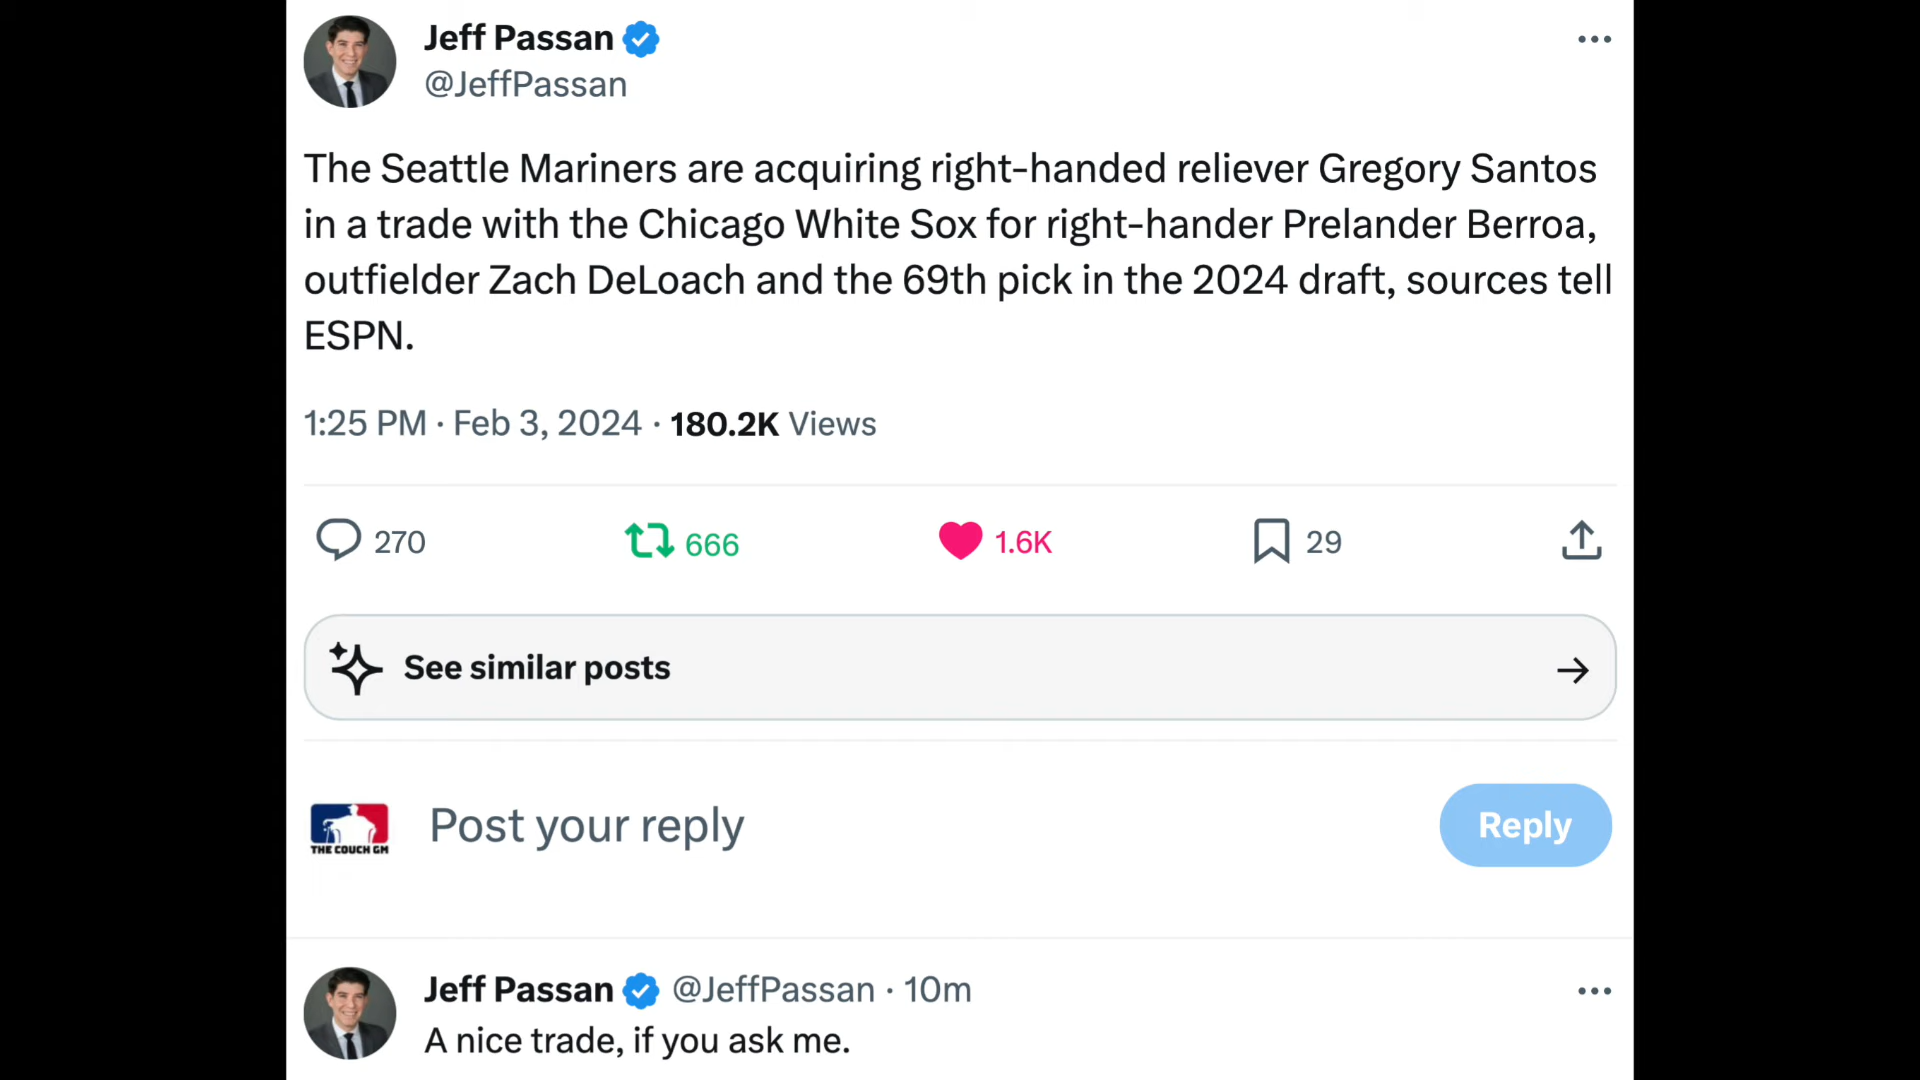 Jeff Passan
@JeffPassan
The Seattle Mariners are acquiring right-handed reliever Gregory Santos
in a trade with the Chicago White Sox for right-hander Prelander Berroa,
outfielder Zach DeLoach and the 69th pick in the 2024 draft, sources tell
ESPN.
1:25 PM · Feb 3, 2024 · 180.2K Views
270 666 1.6K 29
See similar posts
THE COUCH GM
Post your reply
Reply
Jeff Passan @JeffPassan · 10m
A nice trade, if you ask me.